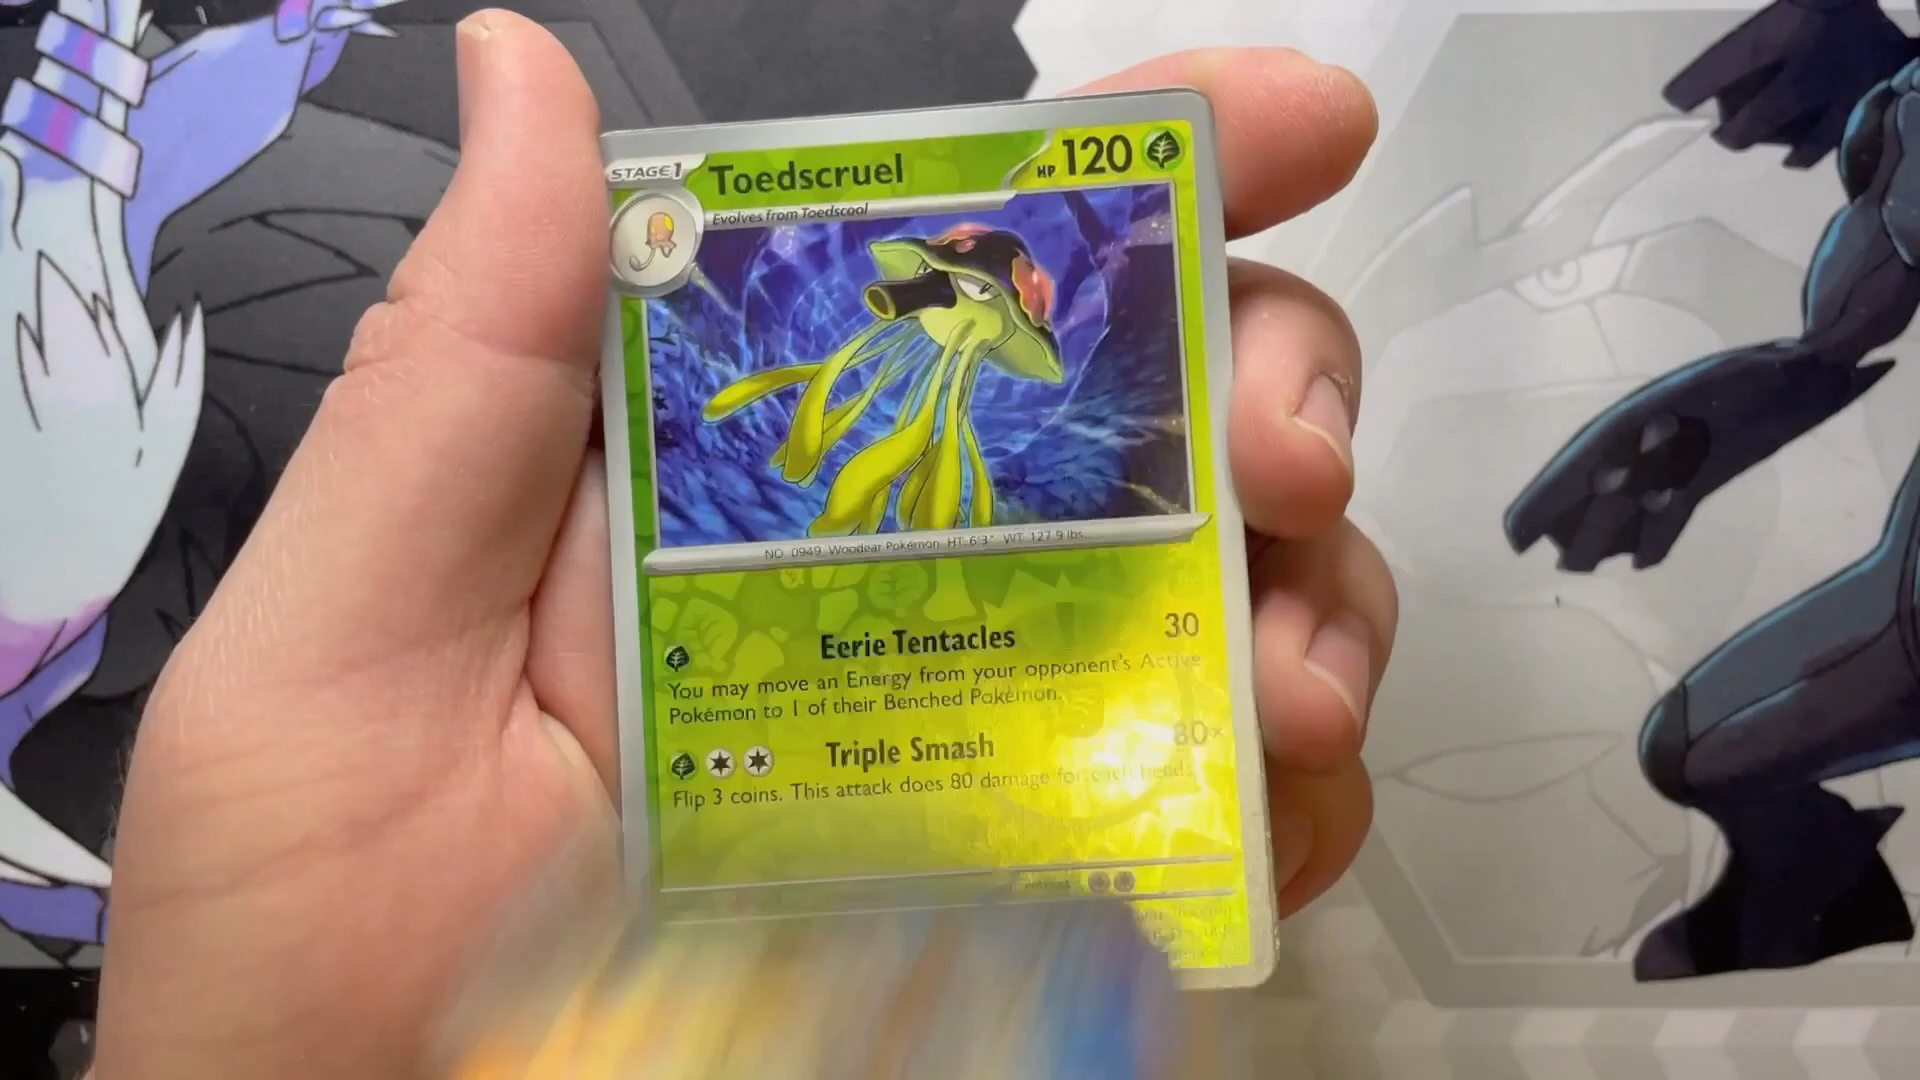 STAGE1 Toedscruel HP 120
Evolves from Toedscool
NO. 0949 Woodear Pokémon HT 6'3" WT 127.9 lbs.
Eerie Tentacles 30
You may move an Energy from your opponent's Active
Pokémon to 1 of their Benched Pokémon.
Triple Smash 80×
Flip 3 coins. This attack does 80 damage for each heads.
retreat